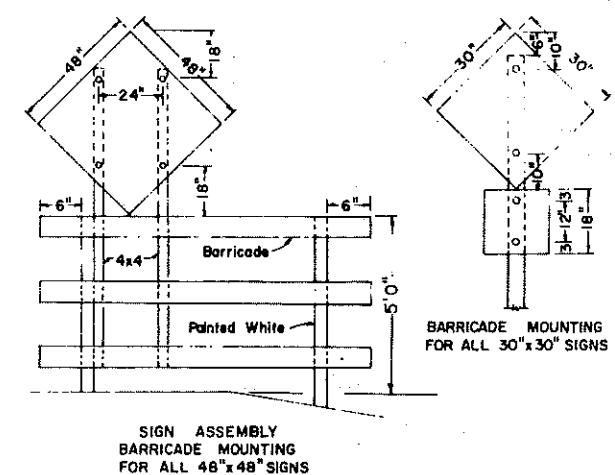 48"
48"
18"
24"
18"
6"
6"
Barricade
4x4
Painted White
5'0"
SIGN ASSEMBLY
BARRICADE MOUNTING
FOR ALL 48"x48" SIGNS
30"
30"
6"
10"
10"
3"
12"
3"
18"
BARRICADE MOUNTING
FOR ALL 30"x30" SIGNS